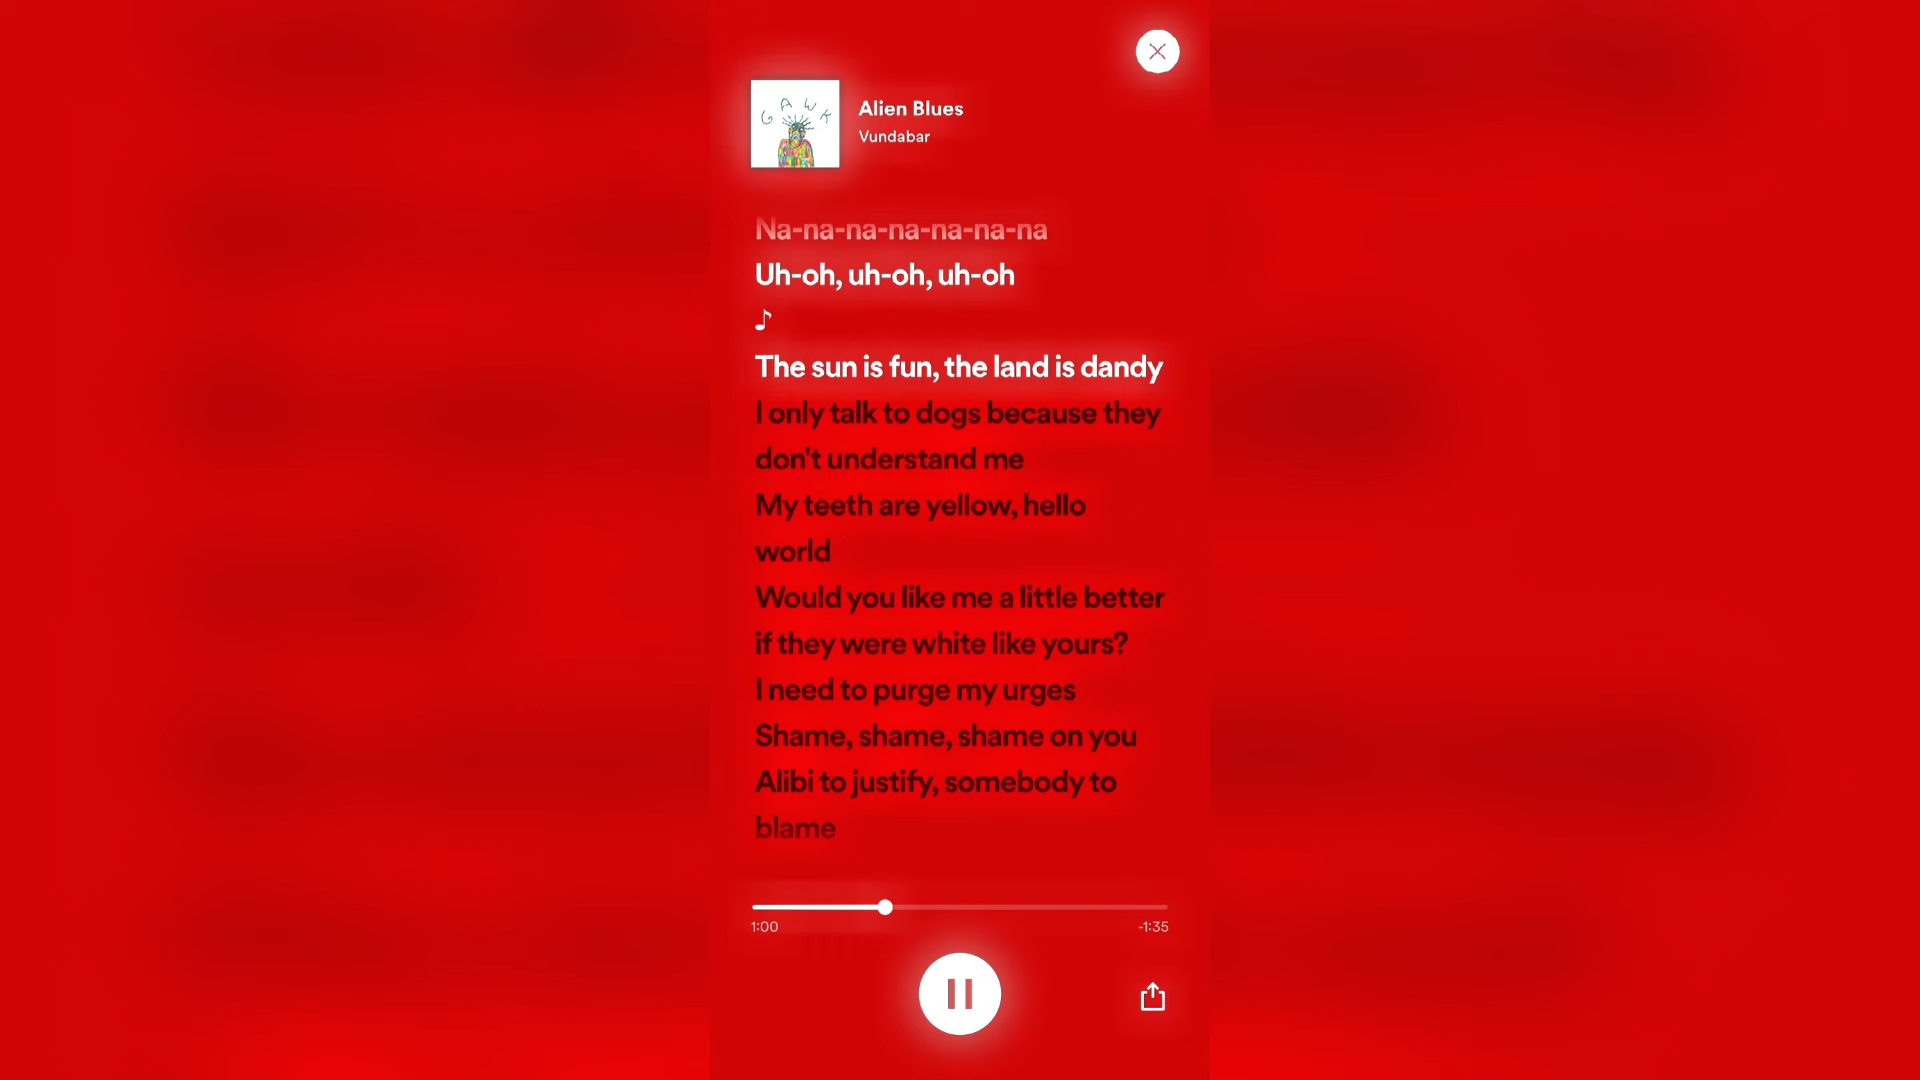 GAWK
Alien Blues
Vundabar
Na-na-na-na-na-na-na
Uh-oh, uh-oh, uh-oh
♪
The sun is fun, the land is dandy
I only talk to dogs because they
don't understand me
My teeth are yellow, hello
world
Would you like me a little better
if they were white like yours?
I need to purge my urges
Shame, shame, shame on you
Alibi to justify, somebody to
blame
1:00
-1:35